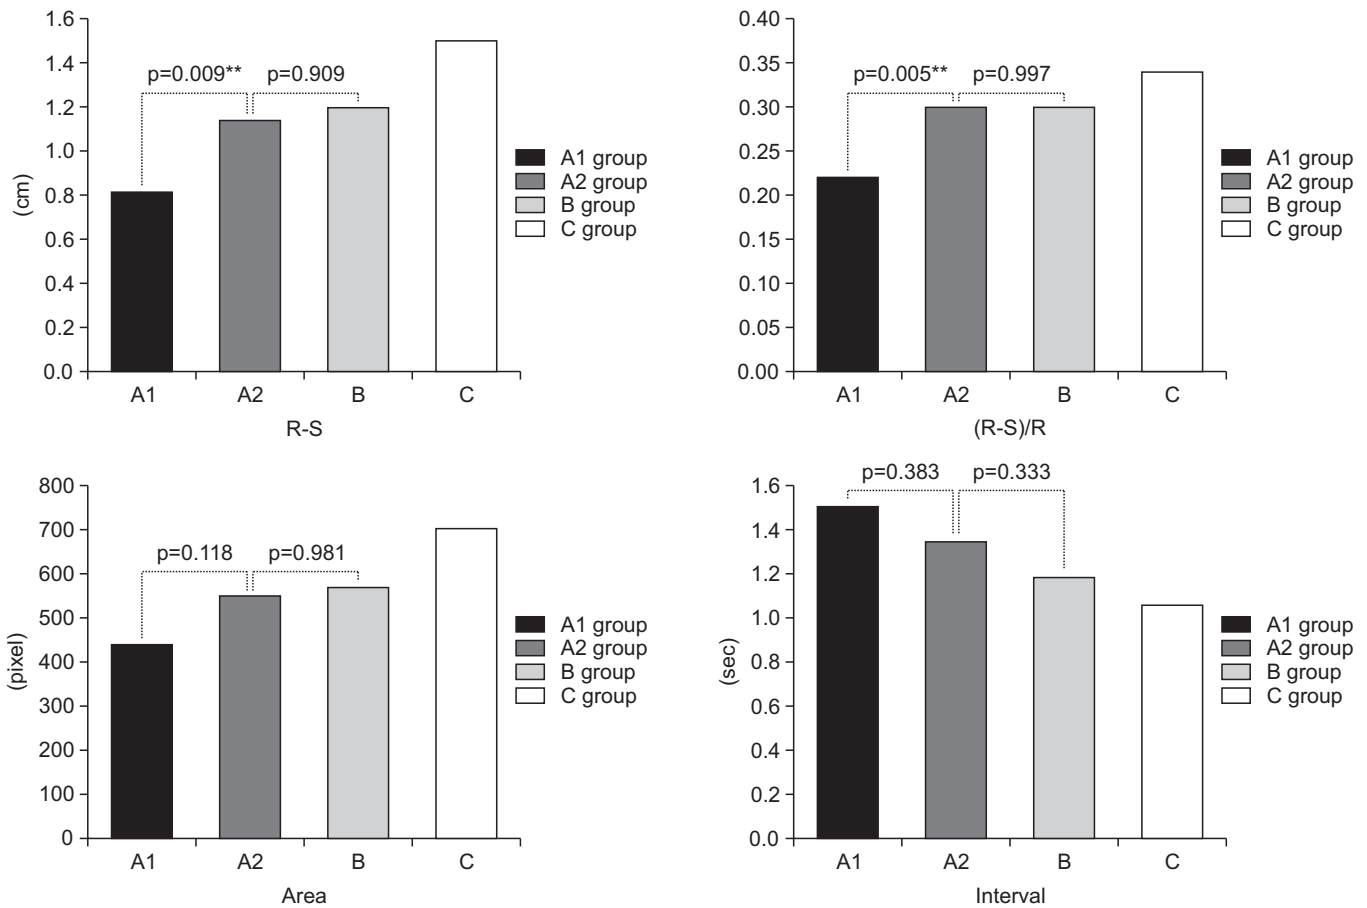 1.6
1.4
1.2
1.0
0.8
0.6
0.4
0.2
0.0
(cm)
p=0.009** p=0.909
A1 A2 B C
R-S
A1 group
A2 group
B group
C group
0.40
0.35
0.30
0.25
0.20
0.15
0.10
0.05
0.00
p=0.005** p=0.997
A1 A2 B C
(R-S)/R
A1 group
A2 group
B group
C group
800
700
600
500
400
300
200
100
0
(pixel)
p=0.118 p=0.981
A1 A2 B C
Area
A1 group
A2 group
B group
C group
1.6
1.4
1.2
1.0
0.8
0.6
0.4
0.2
0.0
(sec)
p=0.383 p=0.333
A1 A2 B C
Interval
A1 group
A2 group
B group
C group